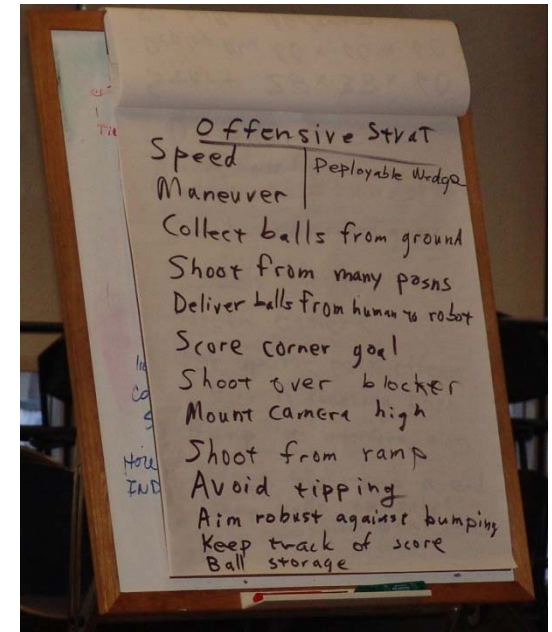 Offensive Strat
Speed
Deployable Wedge
Maneuver
Collect balls from ground
Shoot from many posns
Deliver balls from human to robot
Score corner goal
Shoot over blocker
Mount camera high
Shoot from ramp
Avoid tipping
Aim robust against bumping
Keep track of score
Ball storage